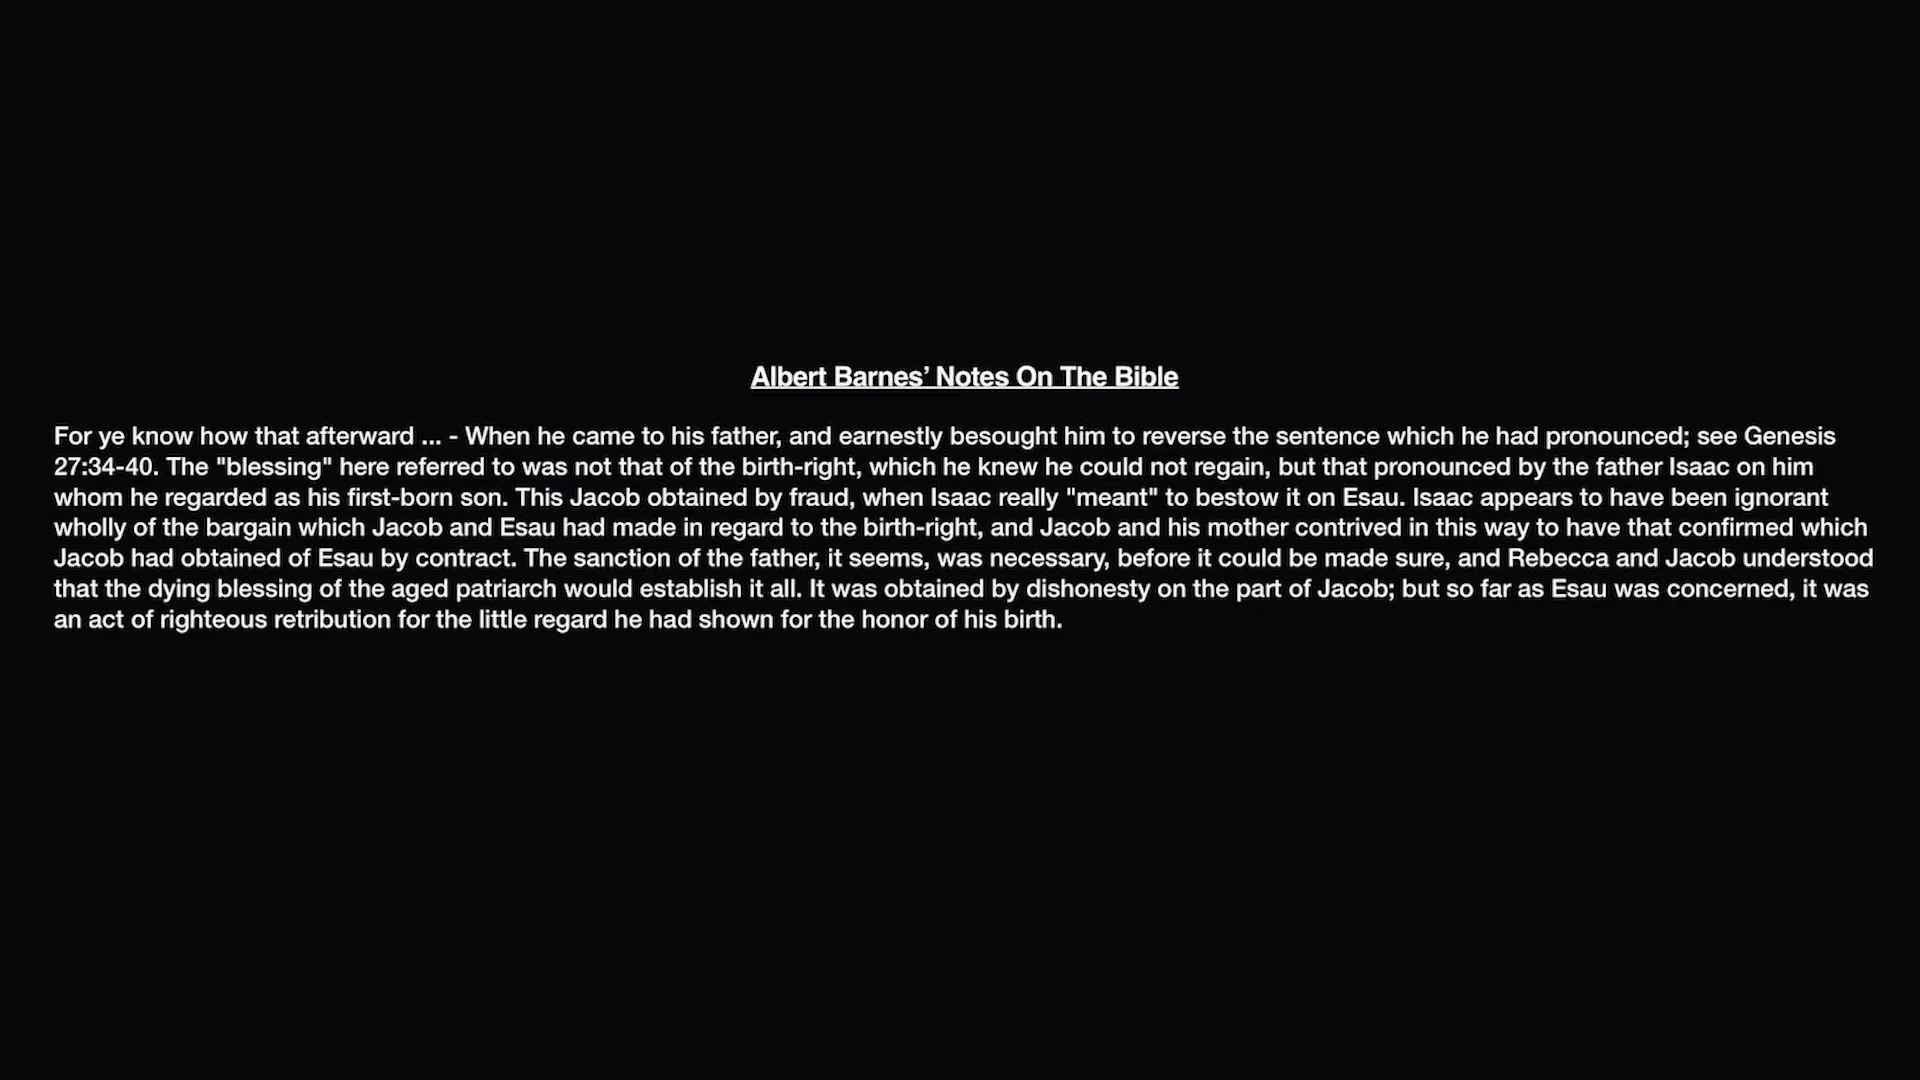 Albert Barnes’ Notes On The Bible
For ye know how that afterward ... - When he came to his father, and earnestly besought him to reverse the sentence which he had pronounced; see Genesis
27:34-40. The "blessing" here referred to was not that of the birth-right, which he knew he could not regain, but that pronounced by the father Isaac on him
whom he regarded as his first-born son. This Jacob obtained by fraud, when Isaac really "meant" to bestow it on Esau. Isaac appears to have been ignorant
wholly of the bargain which Jacob and Esau had made in regard to the birth-right, and Jacob and his mother contrived in this way to have that confirmed which
Jacob had obtained of Esau by contract. The sanction of the father, it seems, was necessary, before it could be made sure, and Rebecca and Jacob understood
that the dying blessing of the aged patriarch would establish it all. It was obtained by dishonesty on the part of Jacob; but so far as Esau was concerned, it was
an act of righteous retribution for the little regard he had shown for the honor of his birth.